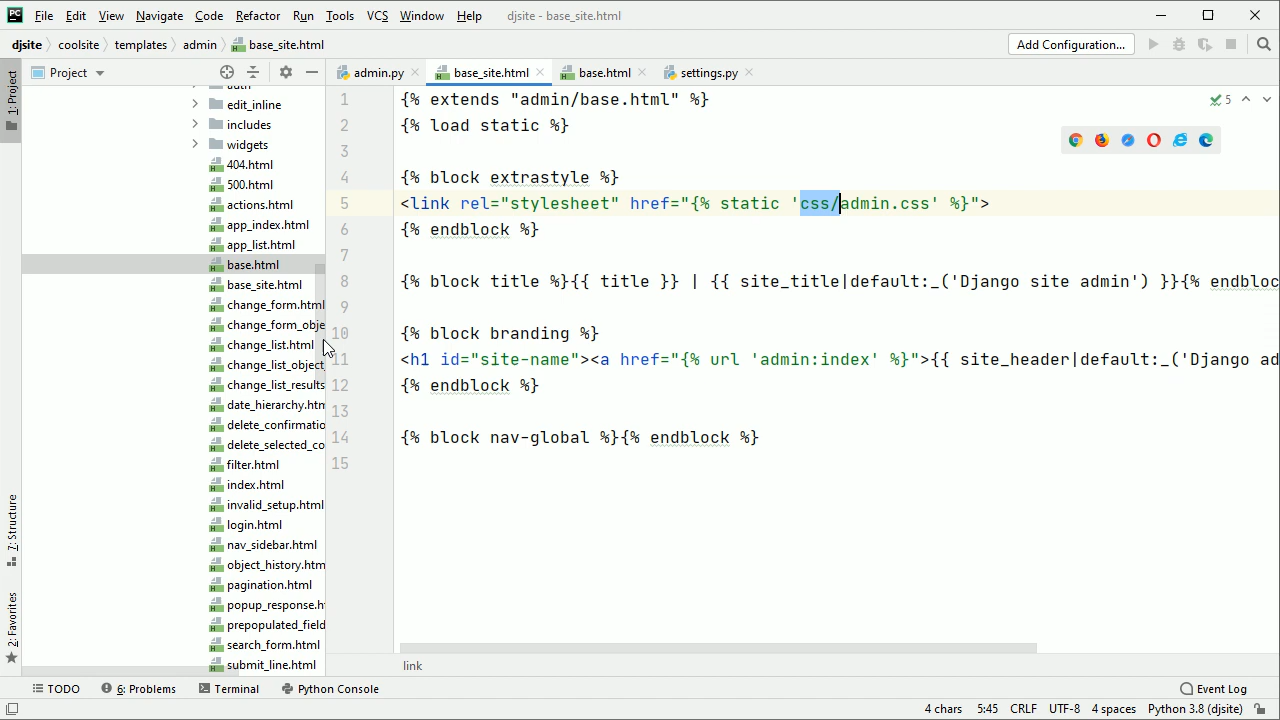 File Edit View Navigate Code Refactor Run Tools VCS Window Help djsite - base_site.html
djsite coolsite templates admin base_site.html Add Configuration...
Project admin.py base_site.html base.html settings.py
1: Project
Z: Structure
2: Favorites
auth
edit_inline
includes
widgets
404.html
500.html
actions.html
app_index.html
app_list.html
base.html
base_site.html
change_form.html
change_form_obje
change_list.html
change_list_object
change_list_results
date_hierarchy.htm
delete_confirmatio
delete_selected_co
filter.html
index.html
invalid_setup.html
login.html
nav_sidebar.html
object_history.htm
pagination.html
popup_response.h
prepopulated_field
search_form.html
submit_line.html
1 {% extends "admin/base.html" %}
2 {% load static %}
3
4 {% block extrastyle %}
5 <link rel="stylesheet" href="{% static 'css/admin.css' %}">
6 {% endblock %}
7
8 {% block title %}{{ title }} | {{ site_title|default:_('Django site admin') }}{% endbloc
9
10 {% block branding %}
11 <h1 id="site-name"><a href="{% url 'admin:index' %}">{{ site_header|default:_('Django ad
12 {% endblock %}
13
14 {% block nav-global %}{% endblock %}
15
5
link
TODO 6: Problems Terminal Python Console Event Log
4 chars 5:45 CRLF UTF-8 4 spaces Python 3.8 (djsite)